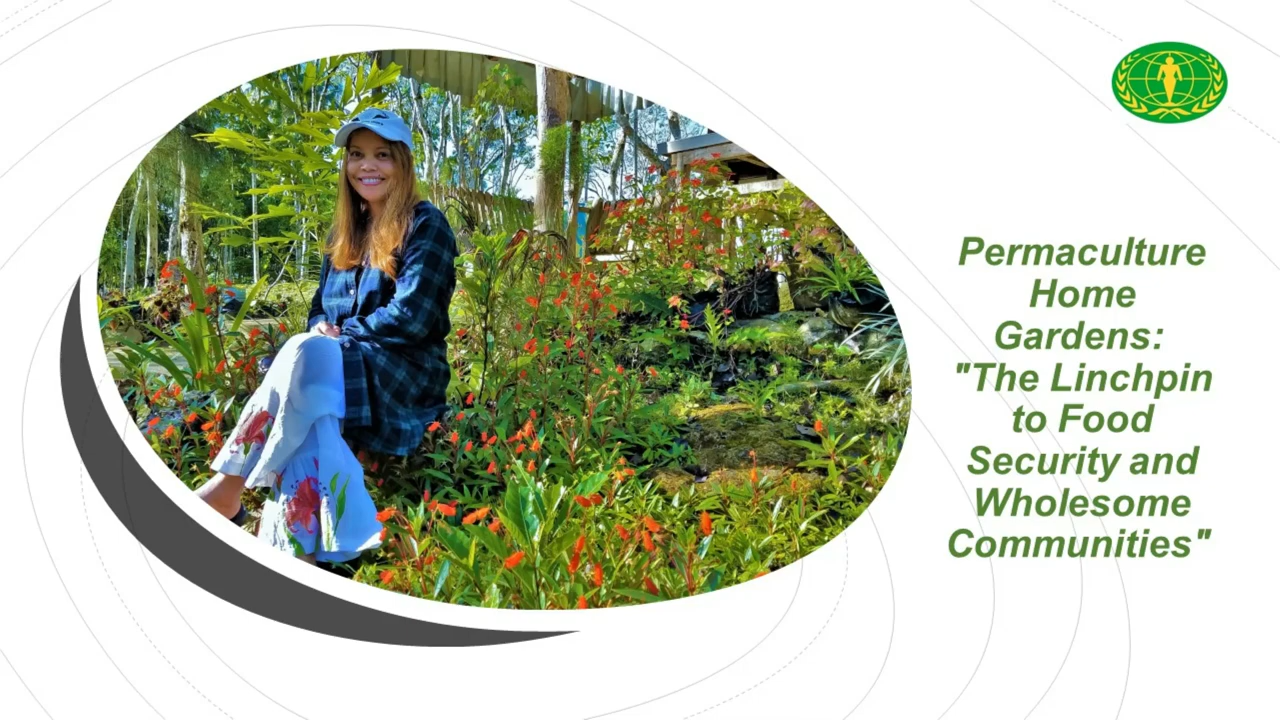 Permaculture
Home
Gardens:
"The Linchpin
to Food
Security and
Wholesome
Communities"